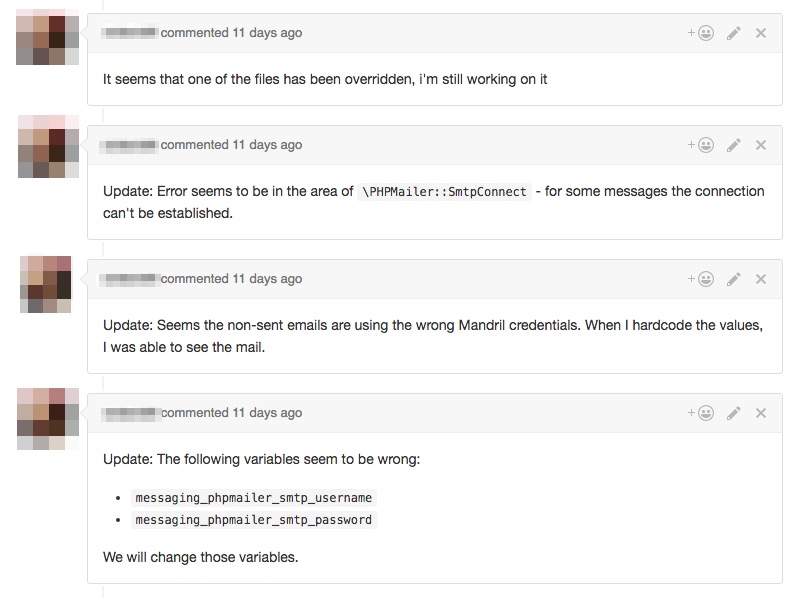 commented 11 days ago
It seems that one of the files has been overridden, i'm still working on it
commented 11 days ago
Update: Error seems to be in the area of \PHPMailer::SmtpConnect - for some messages the connection
can't be established.
commented 11 days ago
Update: Seems the non-sent emails are using the wrong Mandril credentials. When I hardcode the values,
I was able to see the mail.
commented 11 days ago
Update: The following variables seem to be wrong:
• messaging_phpmailer_smtp_username
• messaging_phpmailer_smtp_password
We will change those variables.